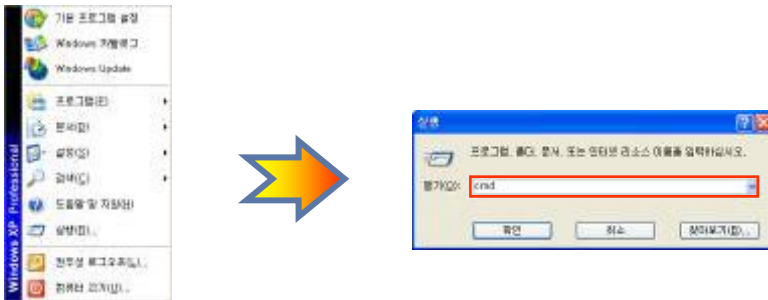 기본 프로그램 설정
Windows 카탈로그
Windows Update
프로그램(P)
문서(D)
설정(S)
검색(C)
도움말 및 지원(H)
실행(R)...
로그오프(L)...
컴퓨터 끄기(U)...
Windows XP Professional
실행
프로그램, 폴더, 문서, 또는 인터넷 리소스 이름을 입력하십시오.
열기(O):
cmd
확인
취소
찾아보기(B)...